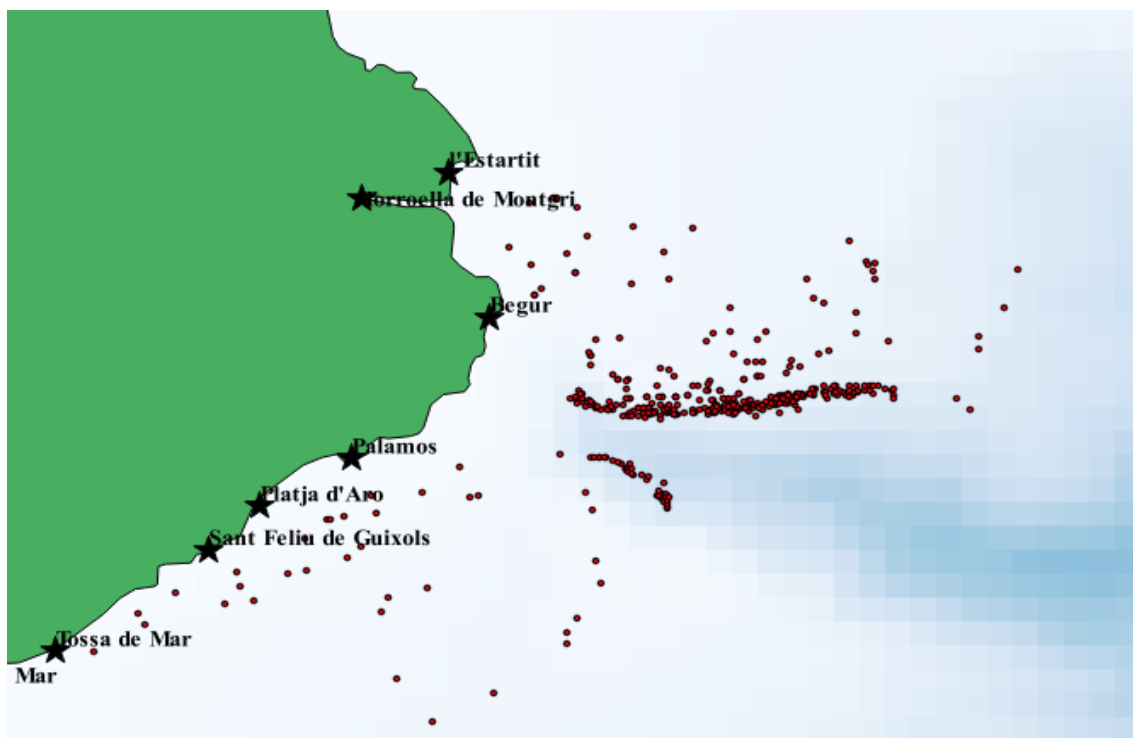 l'Estartit
Torroella de Montgri
Begur
Palamos
Platja d'Aro
Sant Feliu de Guixols
Tossa de Mar
Mar